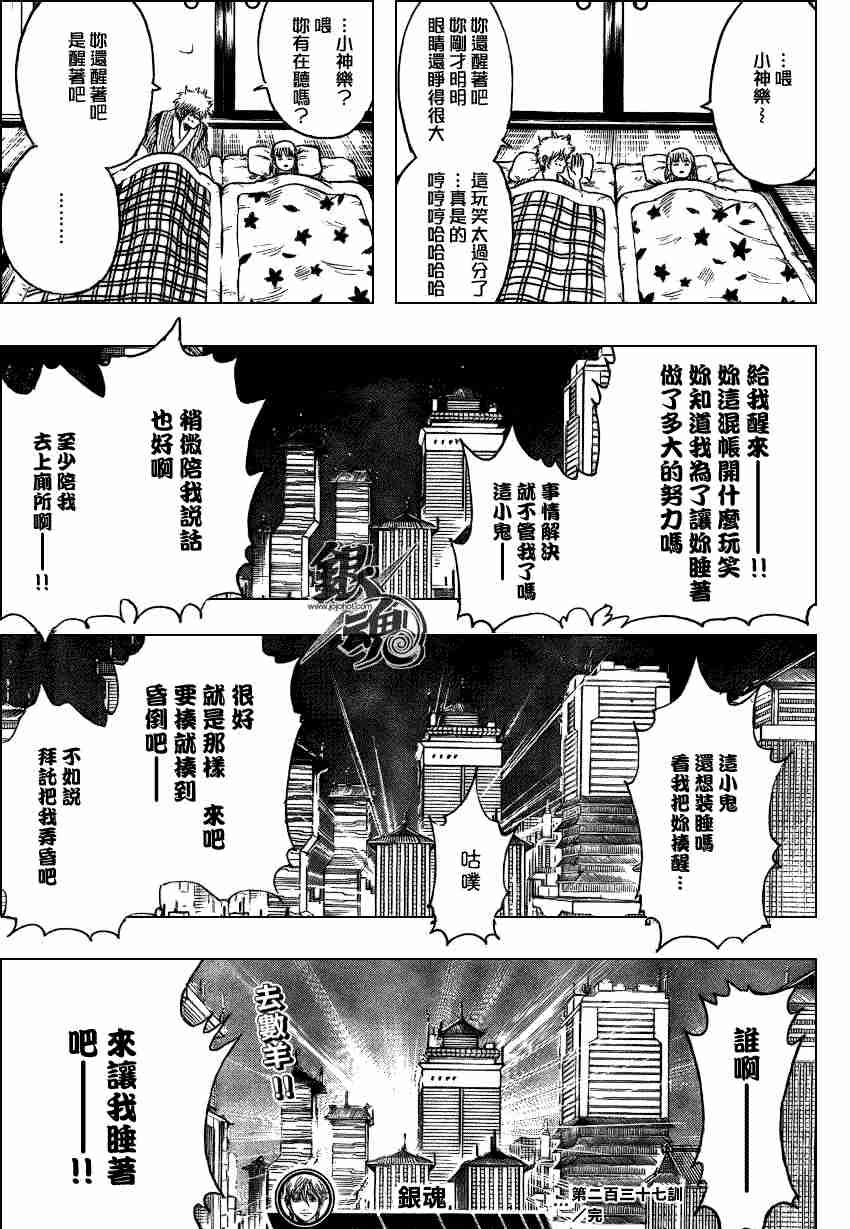 …喂
小神樂~
妳還醒著吧
妳剛才明明
眼睛還睜得很大
這玩笑太過分了
…真是的
哼哼哼哈哈哈哈
…小神樂?
喂
妳有在聽嗎?
妳還醒著吧
是醒著吧
………
給我醒來——!!
妳這混帳開什麼玩笑
妳知道我為了讓妳睡著
做了多大的努力嗎
事情解決
就不管我了嗎
這小鬼——
稍微陪我說話
也好啊
至少陪我
去上廁所啊——!!
銀魂
www.jojohot.com
這小鬼
還想裝睡嗎
看我把妳揍醒…
咕噗
很好
就是那樣 來吧
要揍就揍到
昏倒吧——
不如說
拜託把我弄昏吧
誰啊——
去數羊!!
來讓我睡著
吧——!!
銀魂
第二百三十七訓
/完